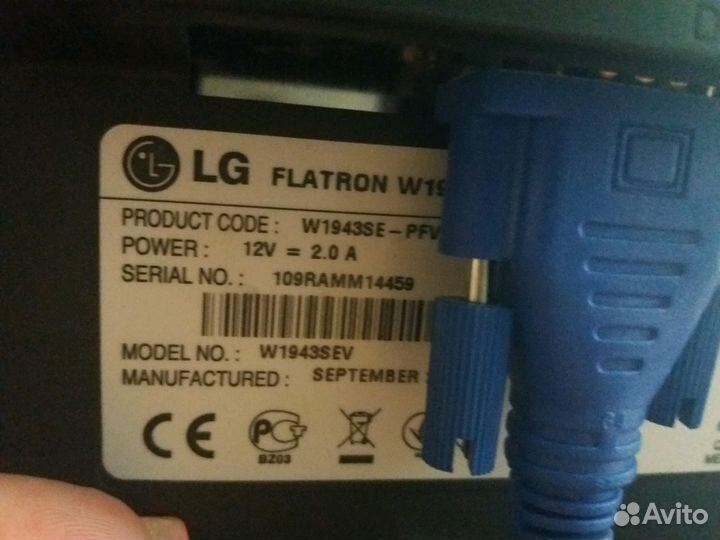 LG FLATRON W19
PRODUCT CODE : W1943SE-PFV
POWER : 12V = 2.0 A
SERIAL NO. : 109RAMM14459
MODEL NO. : W1943SEV
MANUFACTURED : SEPTEMBER
CE
PC
BZ03
Avito